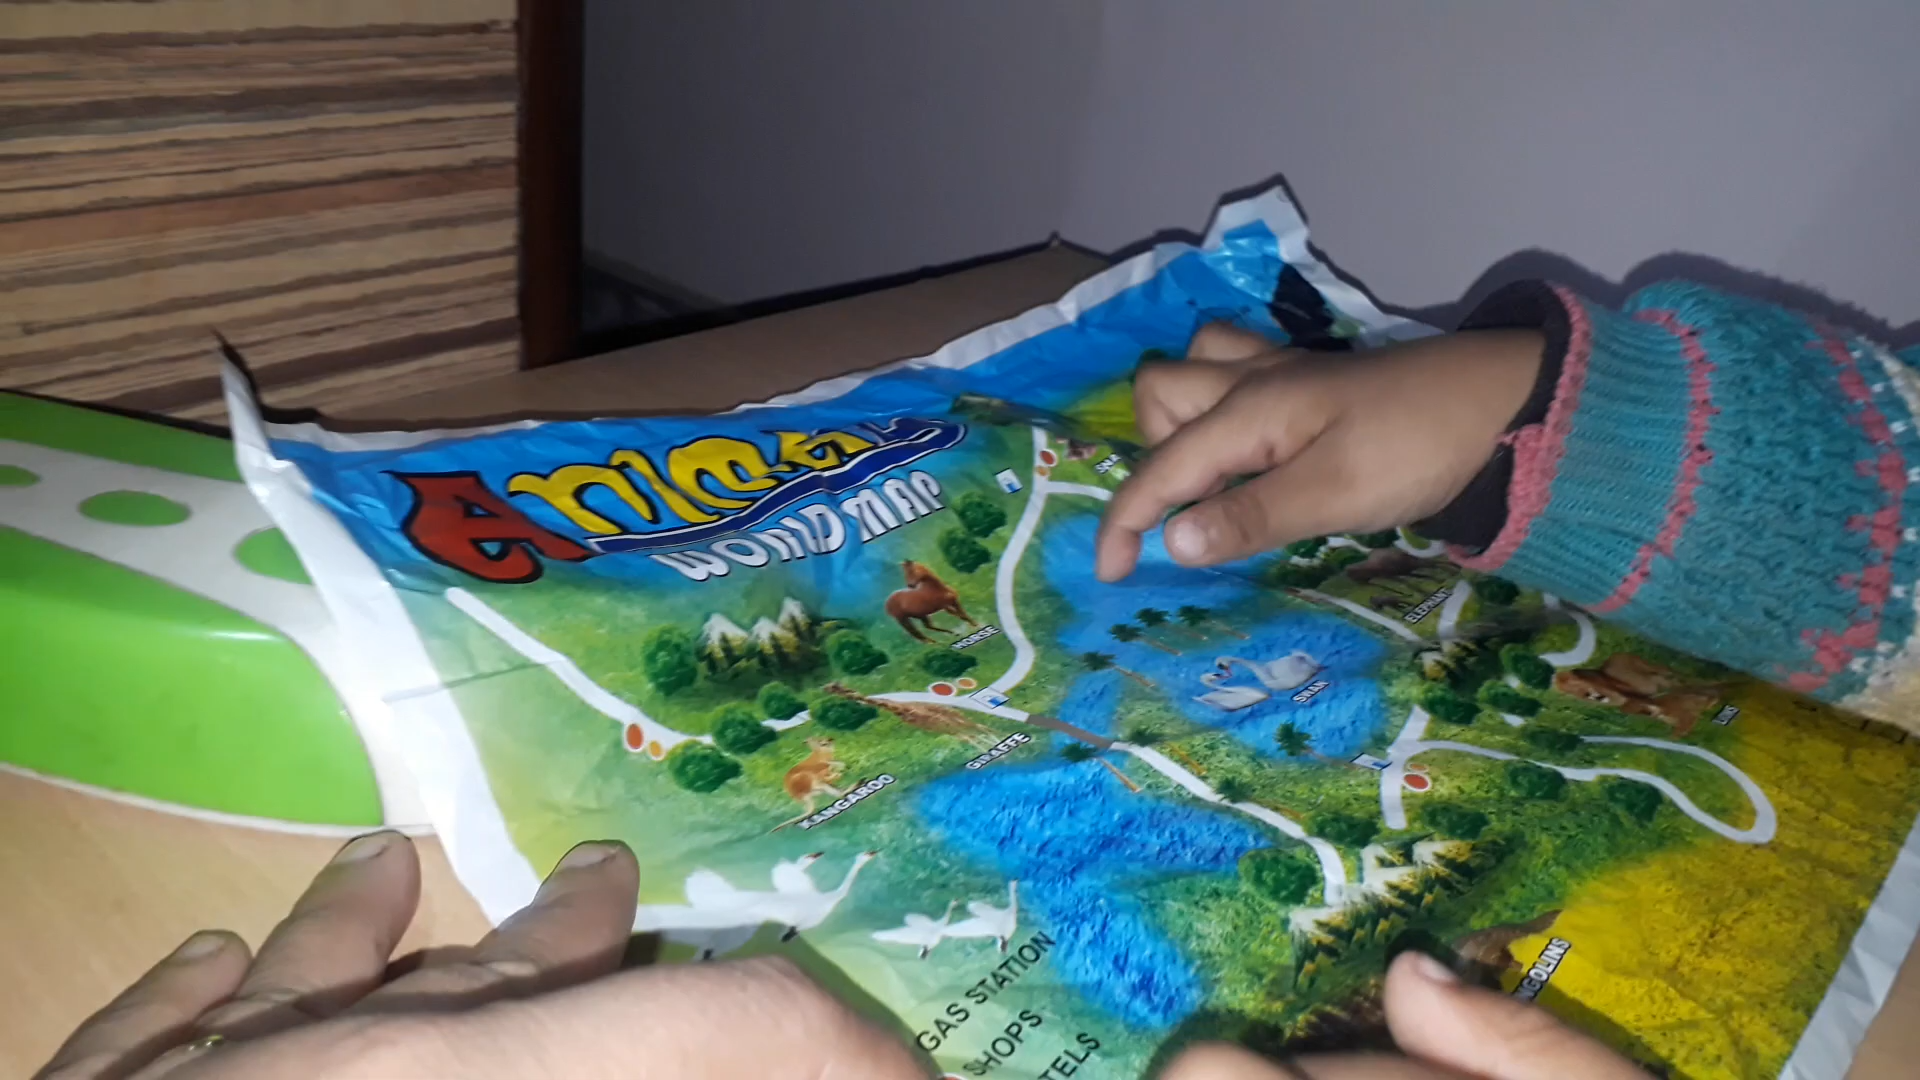 ANIMALS
WORLD MAP
HORSE
ELEPHANT
SWAN
LIONS
GIRAFFE
KANGAROO
GAS STATION
SHOPS